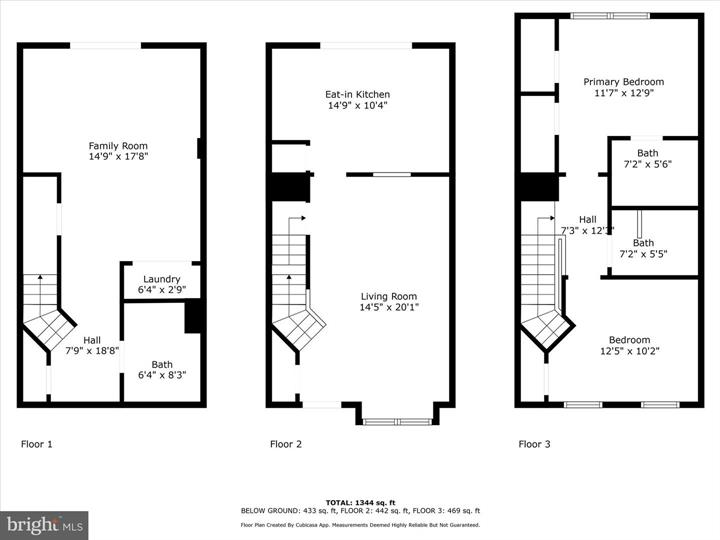 Family Room
14'9" x 17'8"
Laundry
6'4" x 2'9"
Hall
7'9" x 18'8"
Bath
6'4" x 8'3"
Floor 1
Eat-in Kitchen
14'9" x 10'4"
Living Room
14'5" x 20'1"
Floor 2
Primary Bedroom
11'7" x 12'9"
Bath
7'2" x 5'6"
Hall
7'3" x 12'3"
Bath
7'2" x 5'5"
Bedroom
12'5" x 10'2"
Floor 3
TOTAL: 1344 sq. ft
BELOW GROUND: 433 sq. ft, FLOOR 2: 442 sq. ft, FLOOR 3: 469 sq. ft
Floor Plan Created By Cubicasa App. Measurements Deemed Highly Reliable But Not Guaranteed.
bright MLS